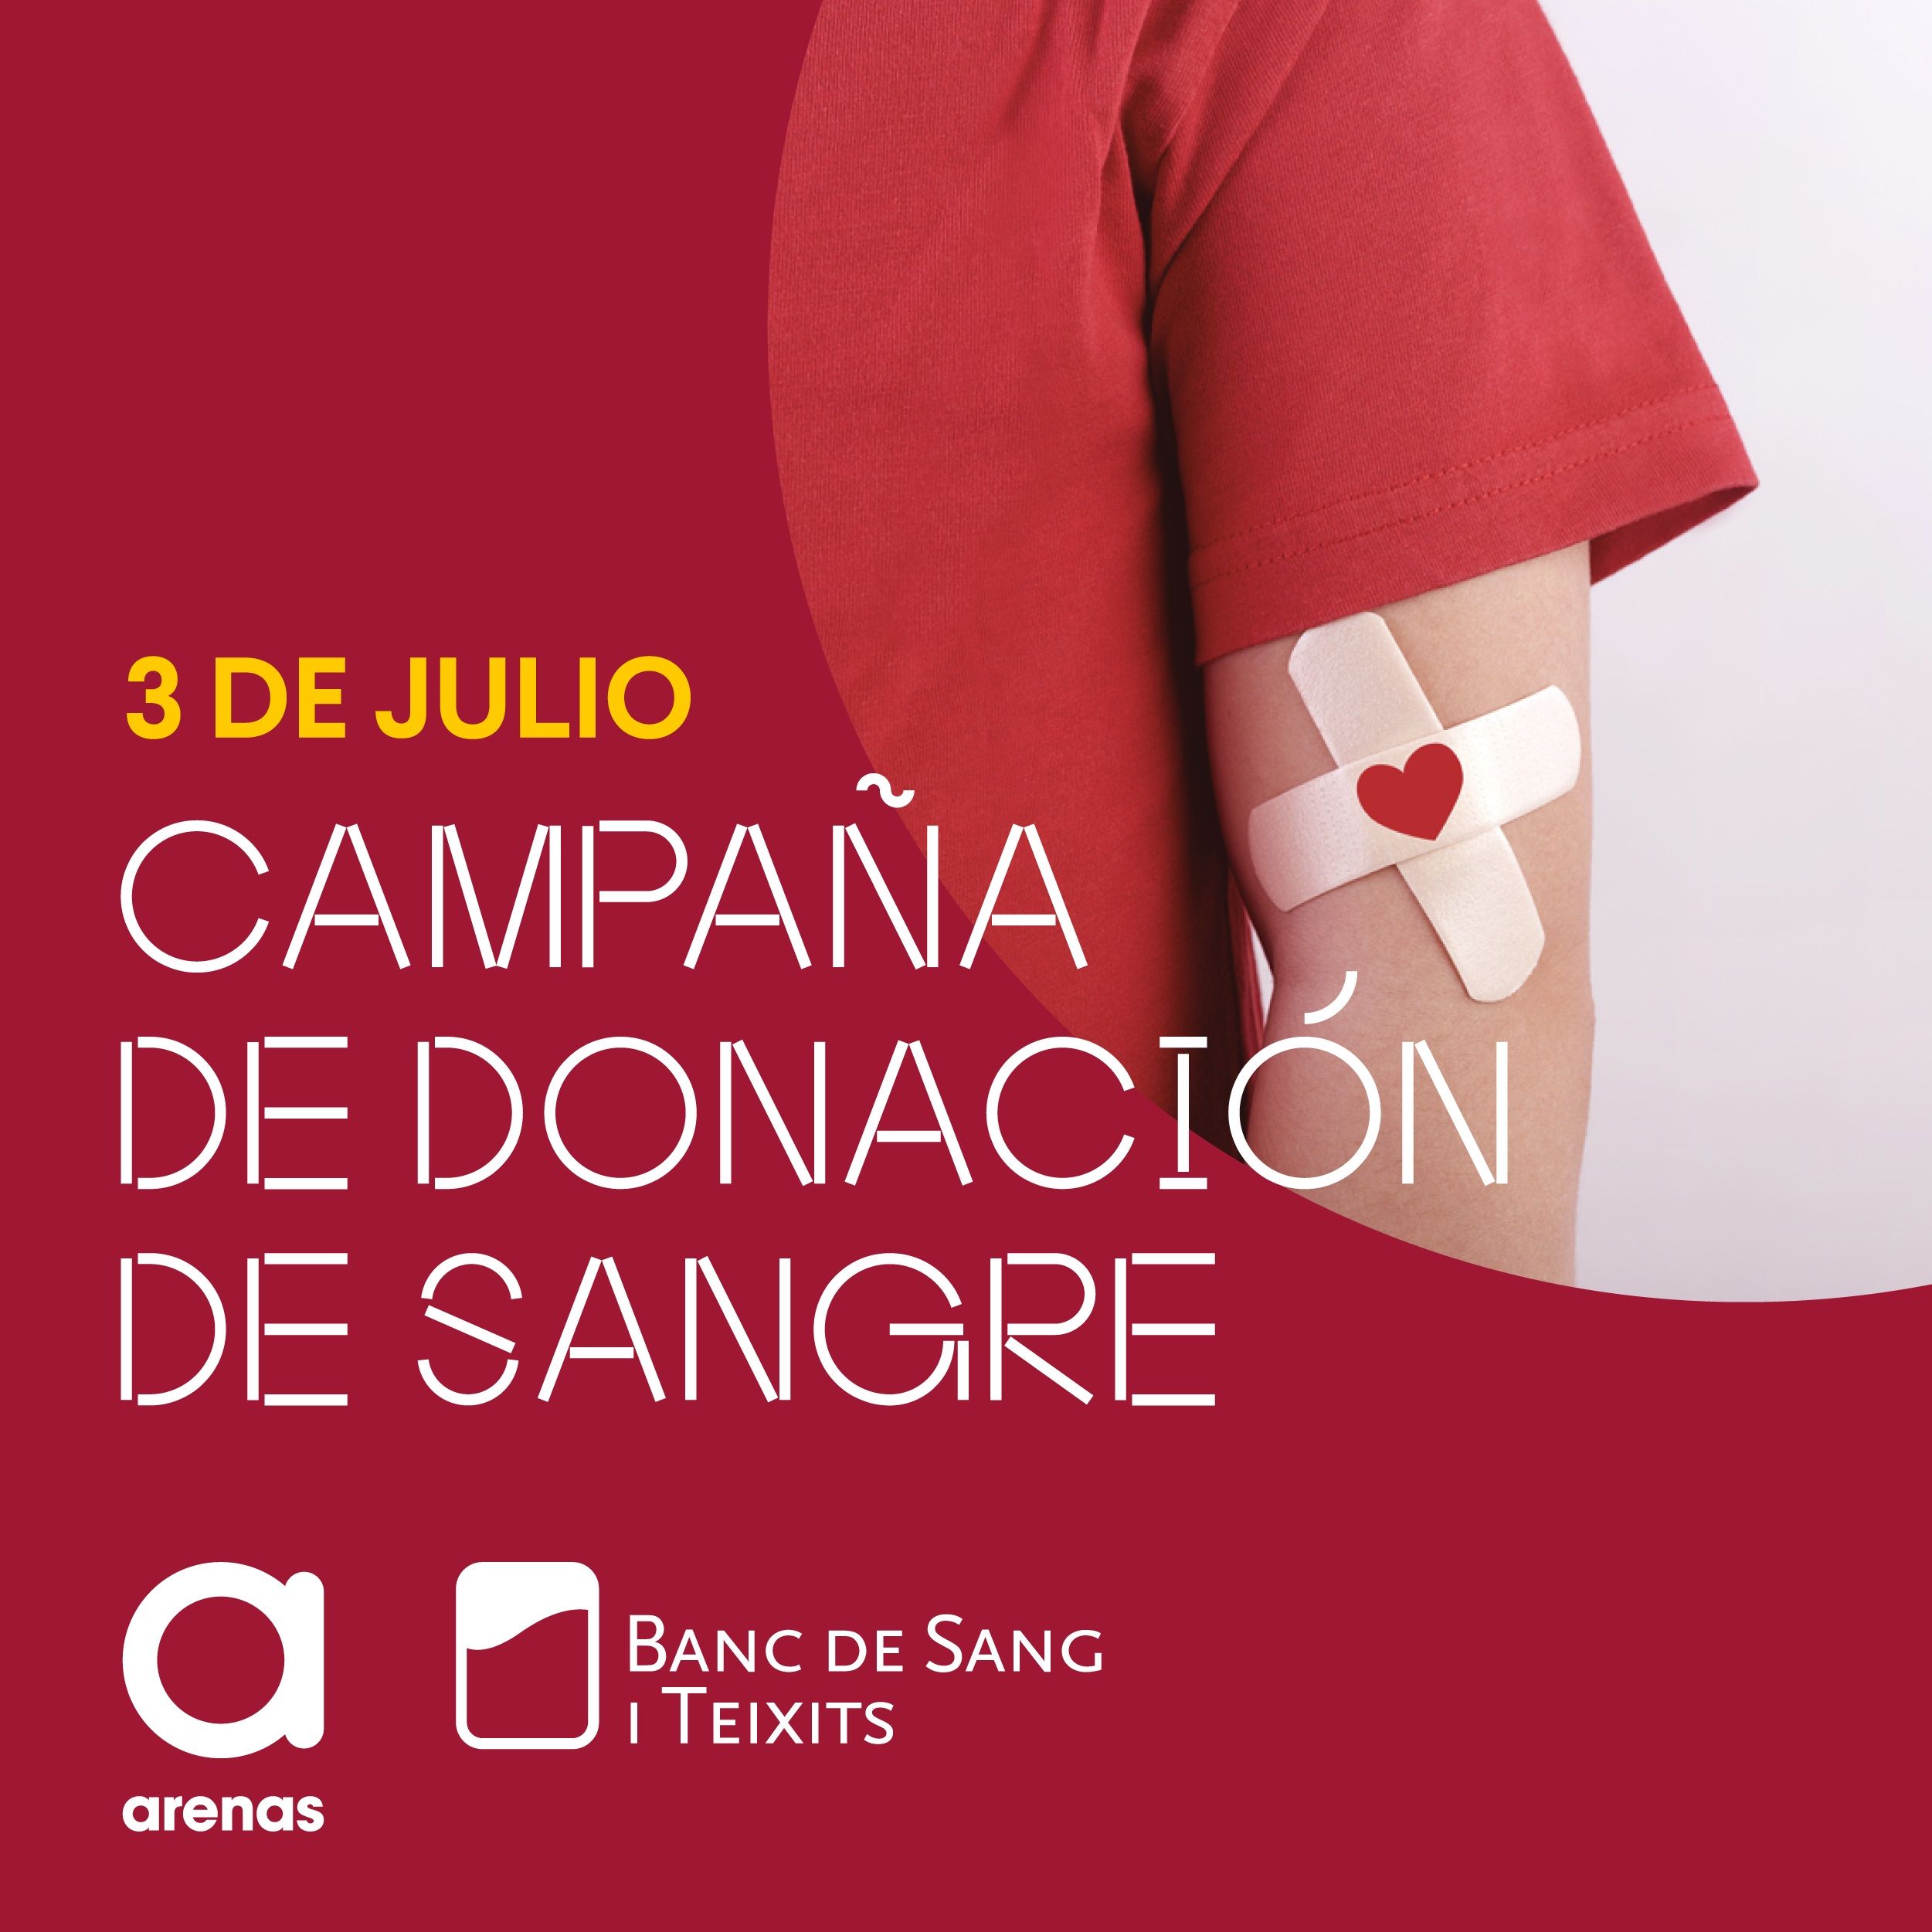 3 DE JULIO
CAMPAÑA
DE DONACIÓN
DE SANGRE
a
arenas
BANC DE SANG
I TEIXITS